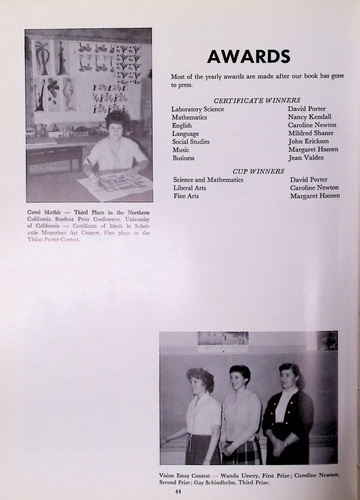 AWARDS
Most of the yearly awards are made after our book has gone
to press.
CERTIFICATE WINNERS
Laboratory Science David Porter
Mathematics Nancy Kendall
English Caroline Newton
Language Mildred Shaner
Social Studies John Erickson
Music Margaret Hansen
Business Jean Valdez
CUP WINNERS
Science and Mathematics David Porter
Liberal Arts Caroline Newton
Fine Arts Margaret Hansen
Carol Mathis — Third Place in the Northern
California Student Press Conference, University
of California — Certificate of Merit in Schol-
astic Magazines Art Contest, First place in the
Vision Poster Contest.
Vision Essay Contest — Wanda Usery, First Prize; Caroline Newton,
Second Prize; Gay Schindhelm, Third Prize.
44